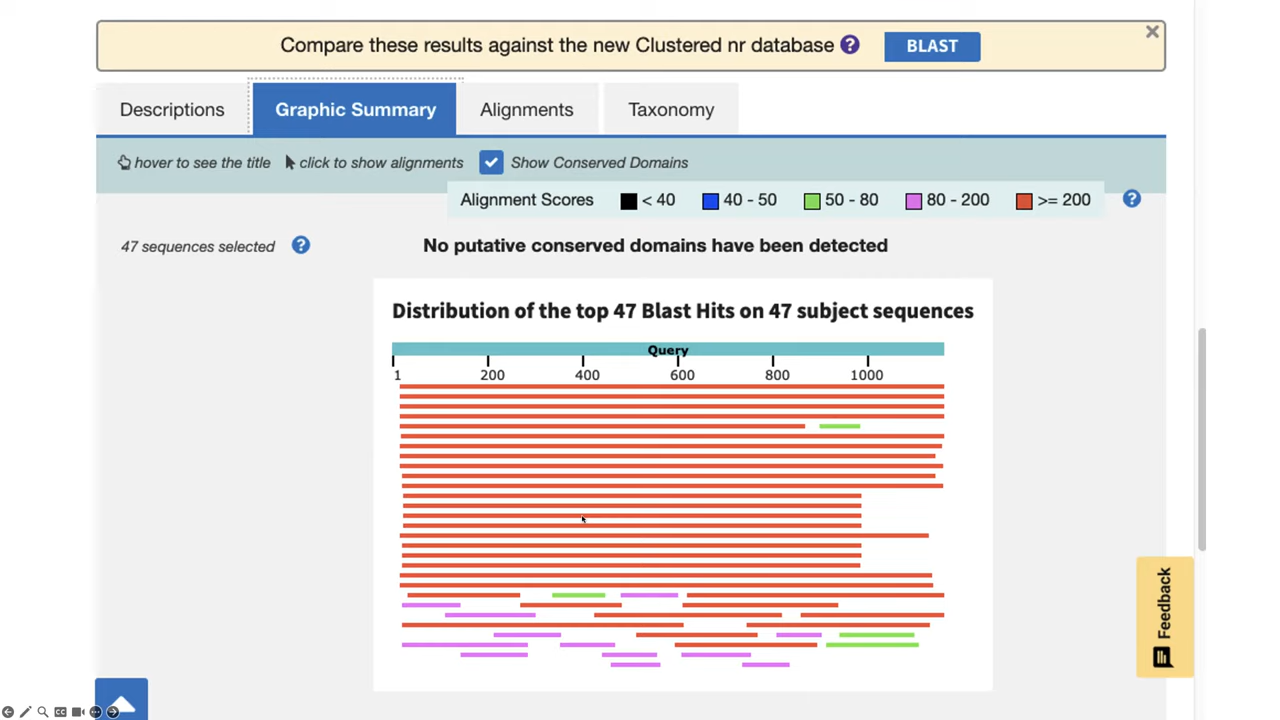 Compare these results against the new Clustered nr database ? BLAST
Descriptions Graphic Summary Alignments Taxonomy
hover to see the title click to show alignments Show Conserved Domains
Alignment Scores < 40 40 - 50 50 - 80 80 - 200 >= 200 ?
47 sequences selected ? No putative conserved domains have been detected
Distribution of the top 47 Blast Hits on 47 subject sequences
Query
1 200 400 600 800 1000
Feedback
CC